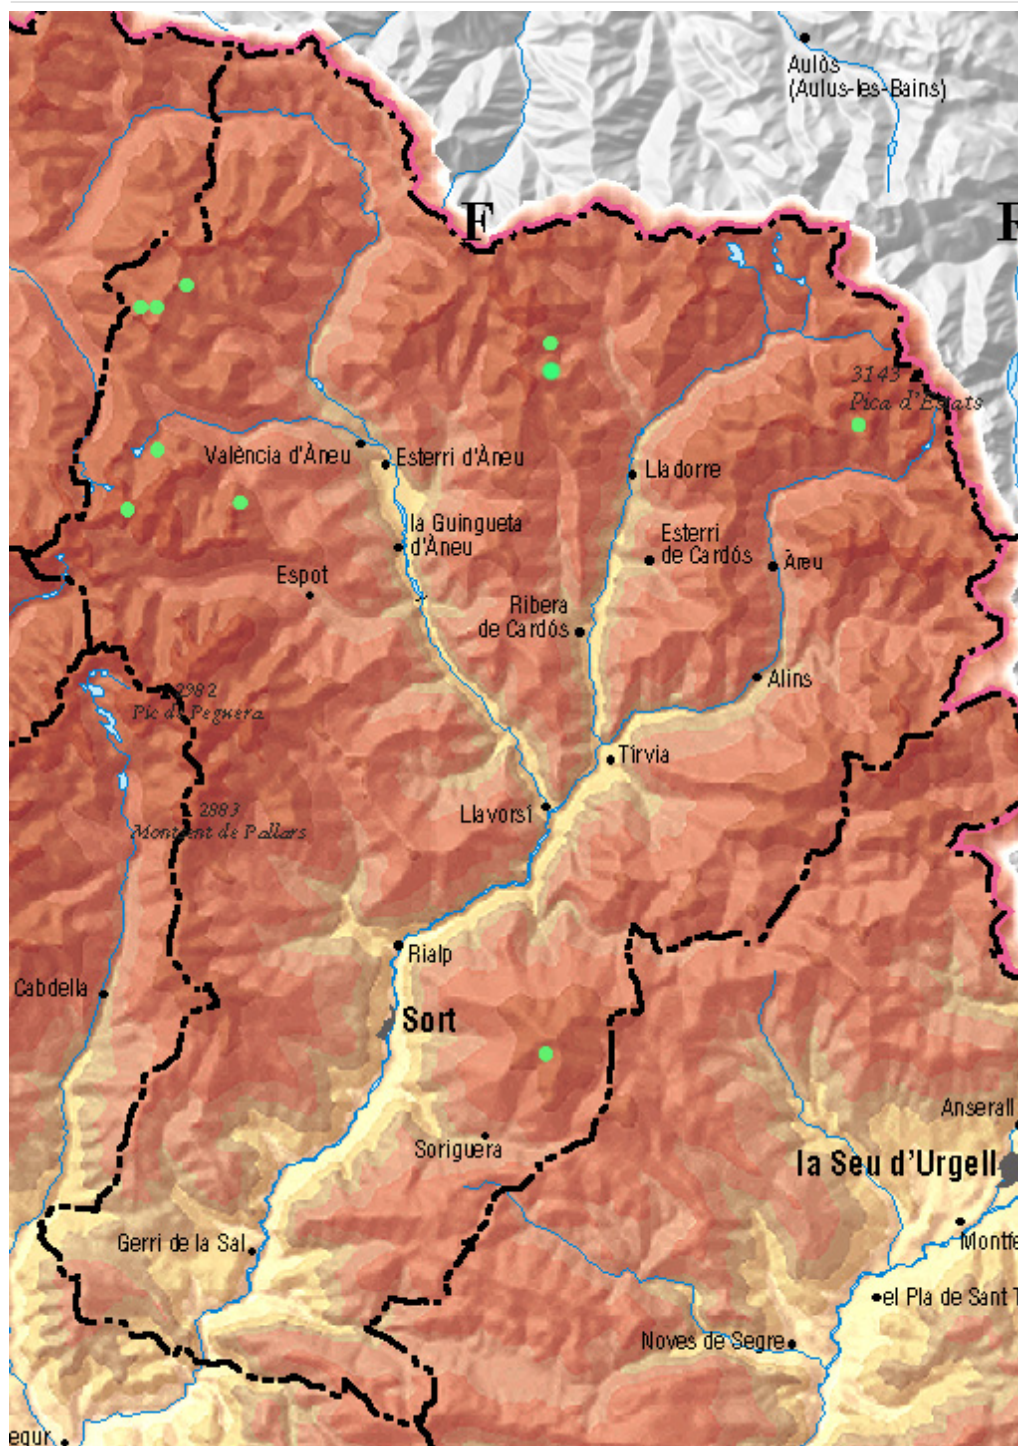 Aulòs
(Aulus-les-Bains)
F
3143
Pica d'Estats
València d'Àneu
Esterri d'Àneu
Lladorre
la Guingueta
d'Àneu
Esterri
de Cardós
Àreu
Espot
Ribera
de Cardós
Alins
2982
Pic de Peguera
Tírvia
2883
Montsent de Pallars
Llavorsí
Rialp
Cabdella
Sort
Anserall
Soriguera
la Seu d'Urgell
Gerri de la Sal
Montfe
el Pla de Sant T
Noves de Segre
egur